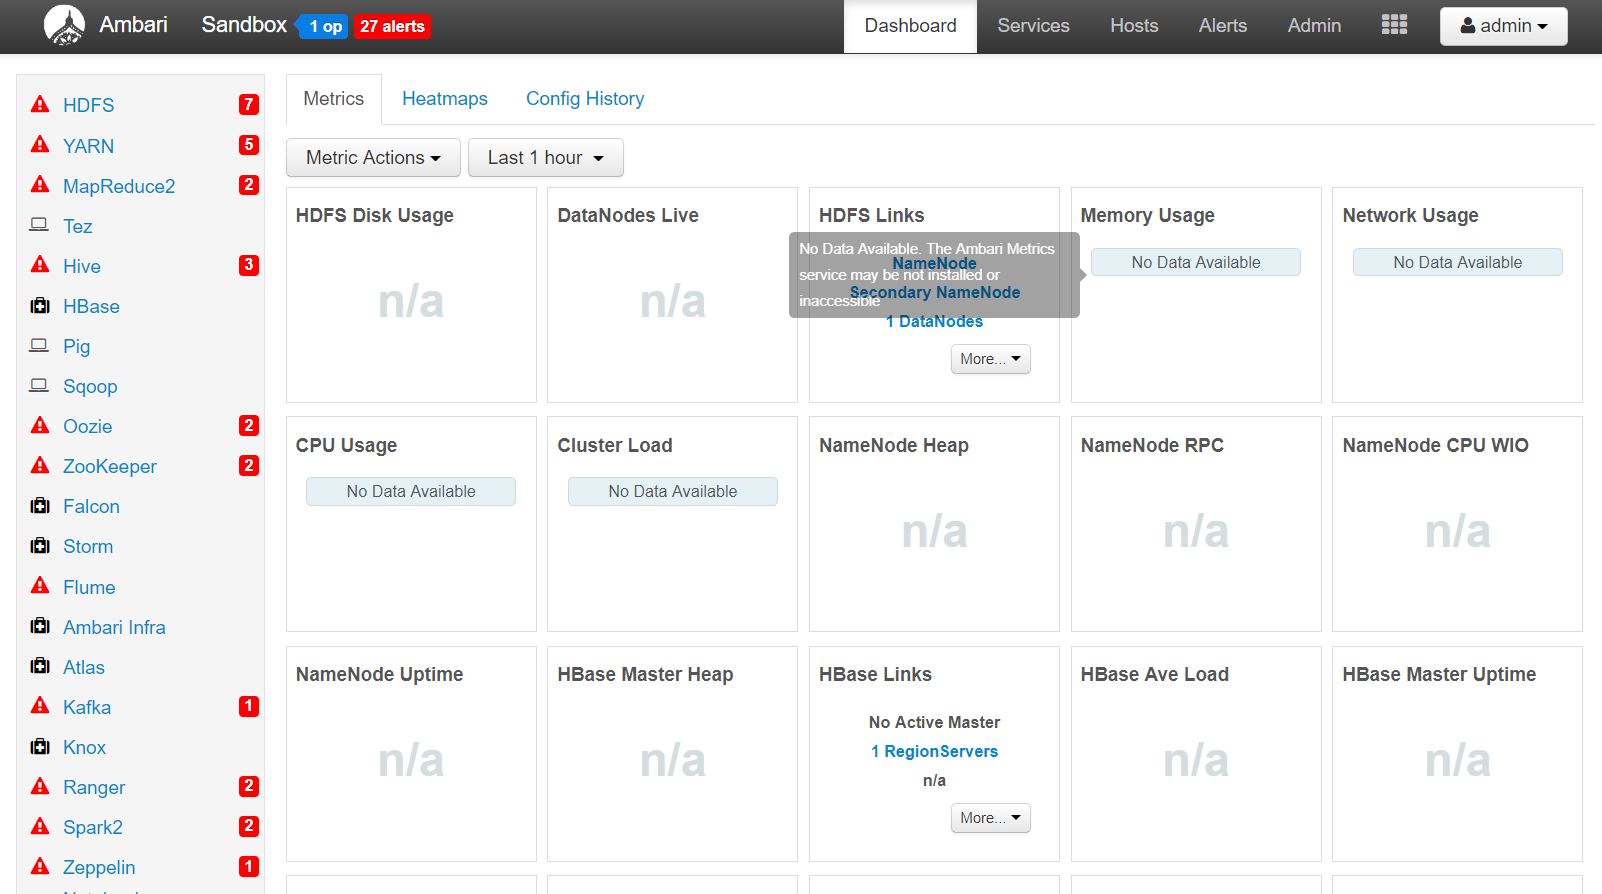 Ambari Sandbox 1 op 27 alerts Dashboard Services Hosts Alerts Admin admin
HDFS 7
YARN 5
MapReduce2 2
Tez
Hive 3
HBase
Pig
Sqoop
Oozie 2
ZooKeeper 2
Falcon
Storm
Flume
Ambari Infra
Atlas
Kafka 1
Knox
Ranger 2
Spark2 2
Zeppelin 1
Metrics Heatmaps Config History
Metric Actions Last 1 hour
HDFS Disk Usage
n/a
DataNodes Live
n/a
HDFS Links
No Data Available. The Ambari Metrics
NameNode
service may be not installed or
Secondary NameNode
inaccessible
1 DataNodes
More...
Memory Usage
No Data Available
Network Usage
No Data Available
CPU Usage
No Data Available
Cluster Load
No Data Available
NameNode Heap
n/a
NameNode RPC
n/a
NameNode CPU WIO
n/a
NameNode Uptime
n/a
HBase Master Heap
n/a
HBase Links
No Active Master
1 RegionServers
n/a
More...
HBase Ave Load
n/a
HBase Master Uptime
n/a